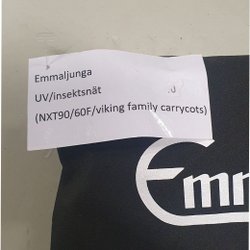 Emmaljunga
UV/insektsnät
(NXT90/60F/viking family carrycots)
Emm